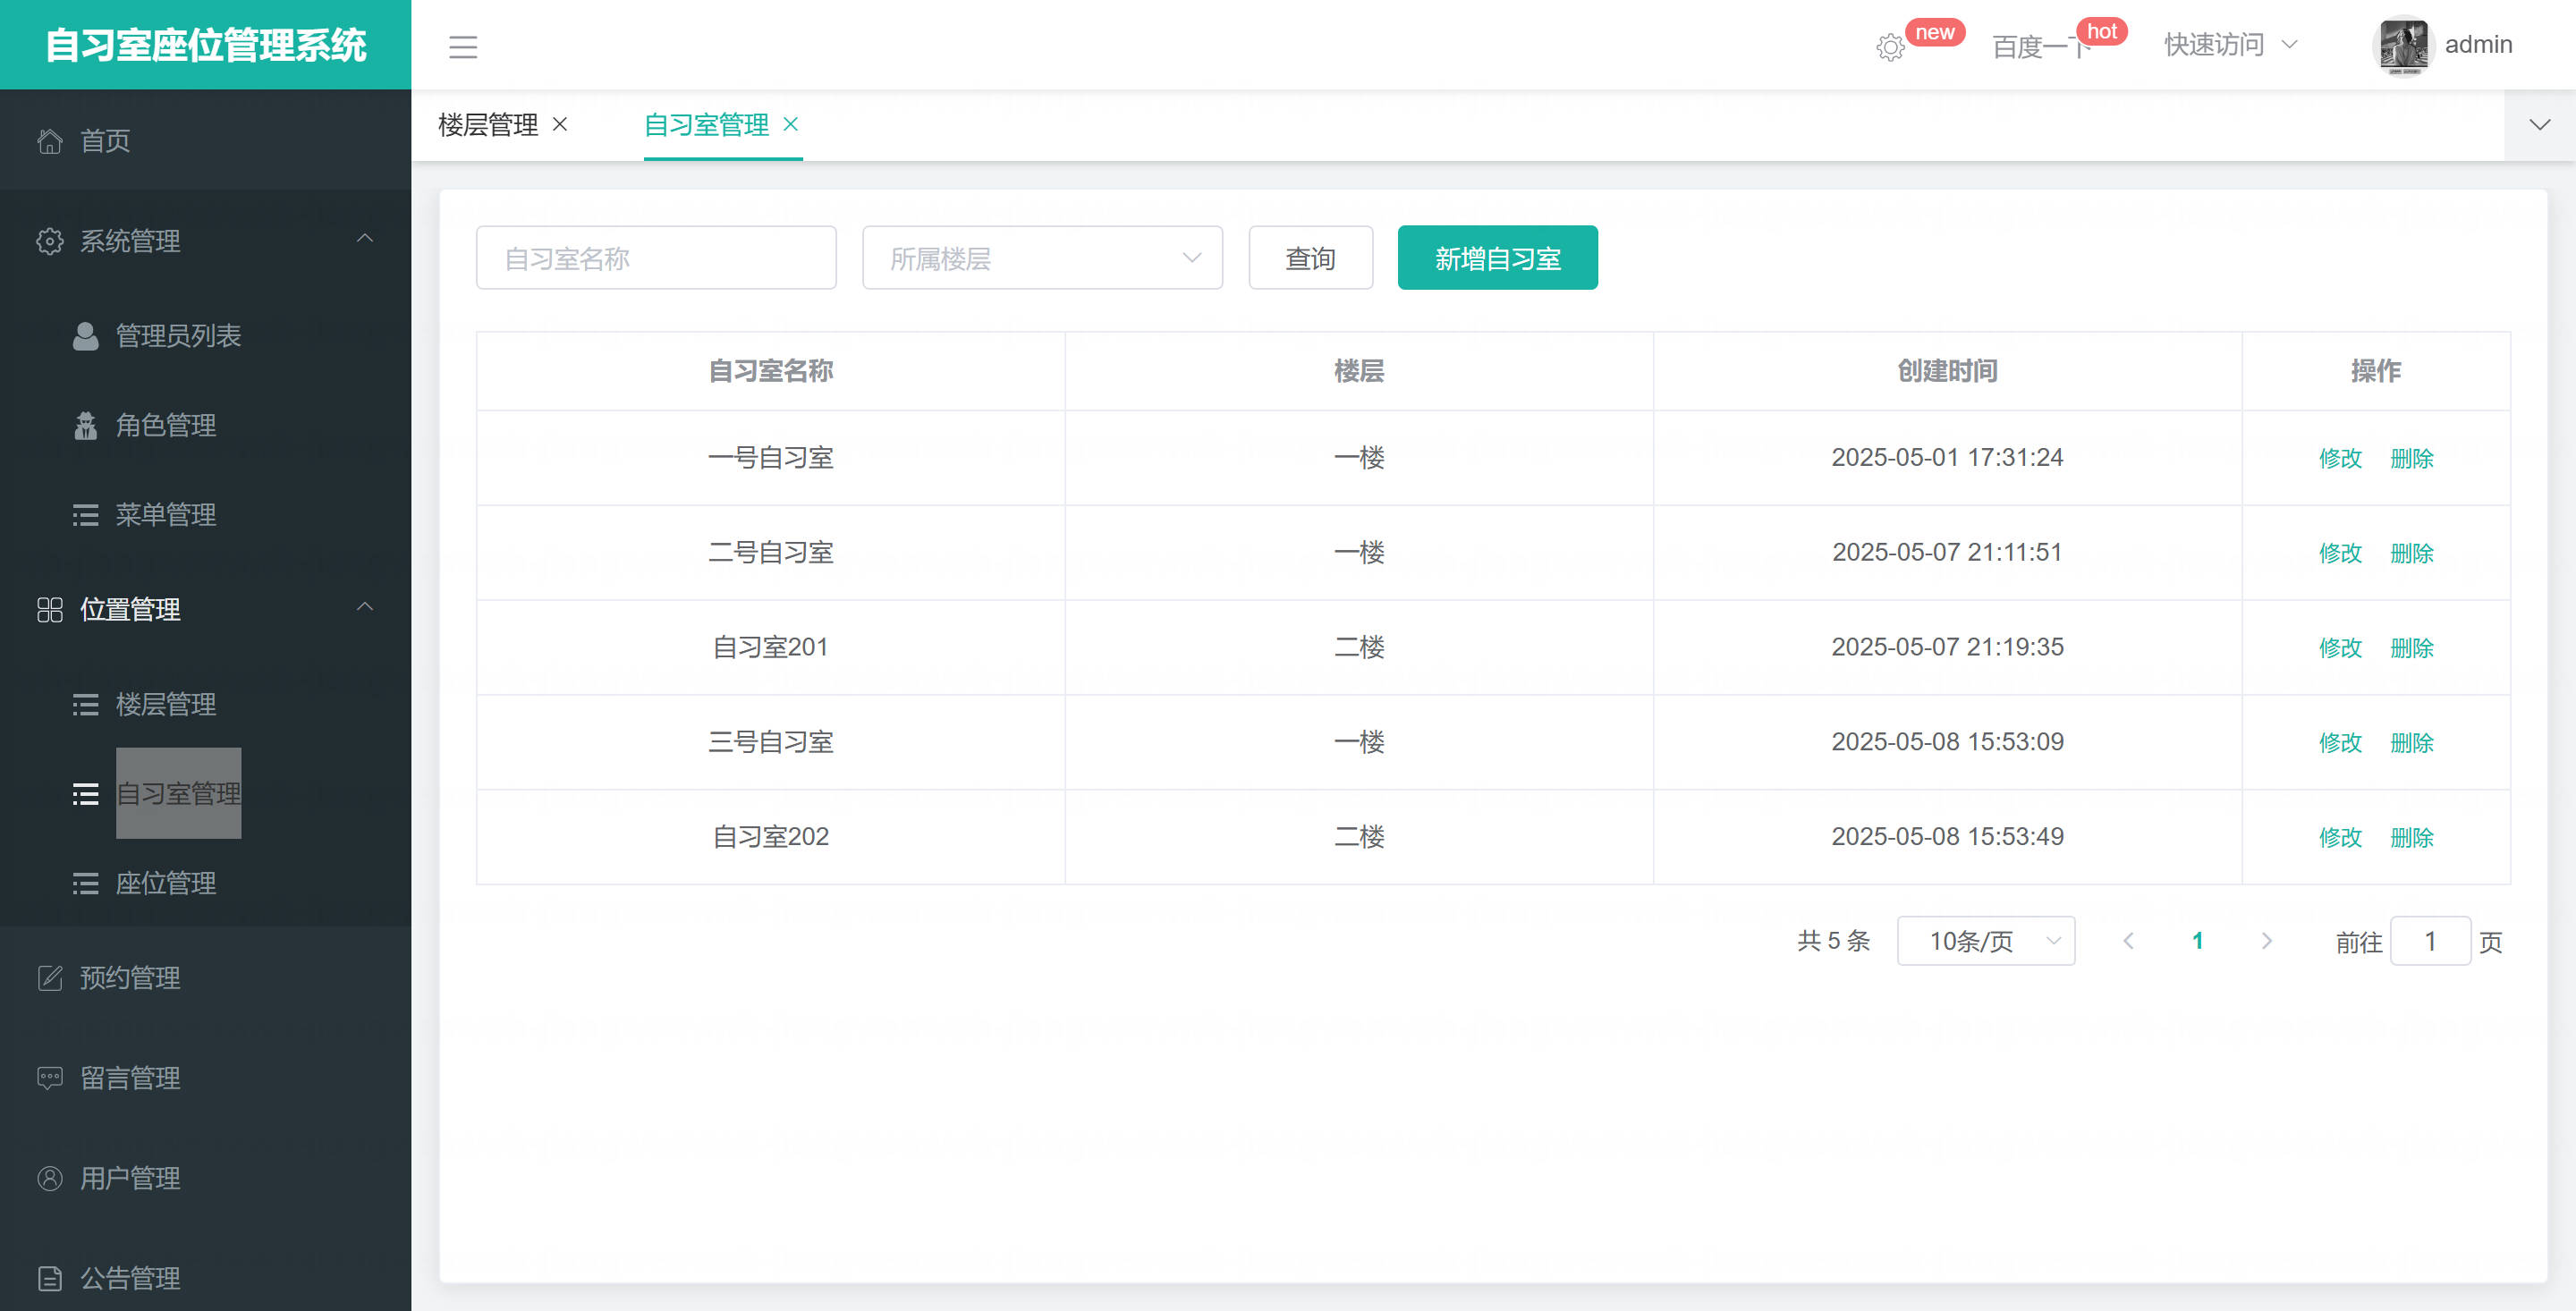 自习室座位管理系统
new
百度一下
hot
快速访问
admin
首页
系统管理
管理员列表
角色管理
菜单管理
位置管理
楼层管理
自习室管理
座位管理
预约管理
留言管理
用户管理
公告管理
楼层管理
自习室管理
自习室名称
所属楼层
查询
新增自习室
自习室名称 楼层 创建时间 操作
一号自习室 一楼 2025-05-01 17:31:24 修改 删除
二号自习室 一楼 2025-05-07 21:11:51 修改 删除
自习室201 二楼 2025-05-07 21:19:35 修改 删除
三号自习室 一楼 2025-05-08 15:53:09 修改 删除
自习室202 二楼 2025-05-08 15:53:49 修改 删除
共 5 条 10条/页 1 前往 1 页